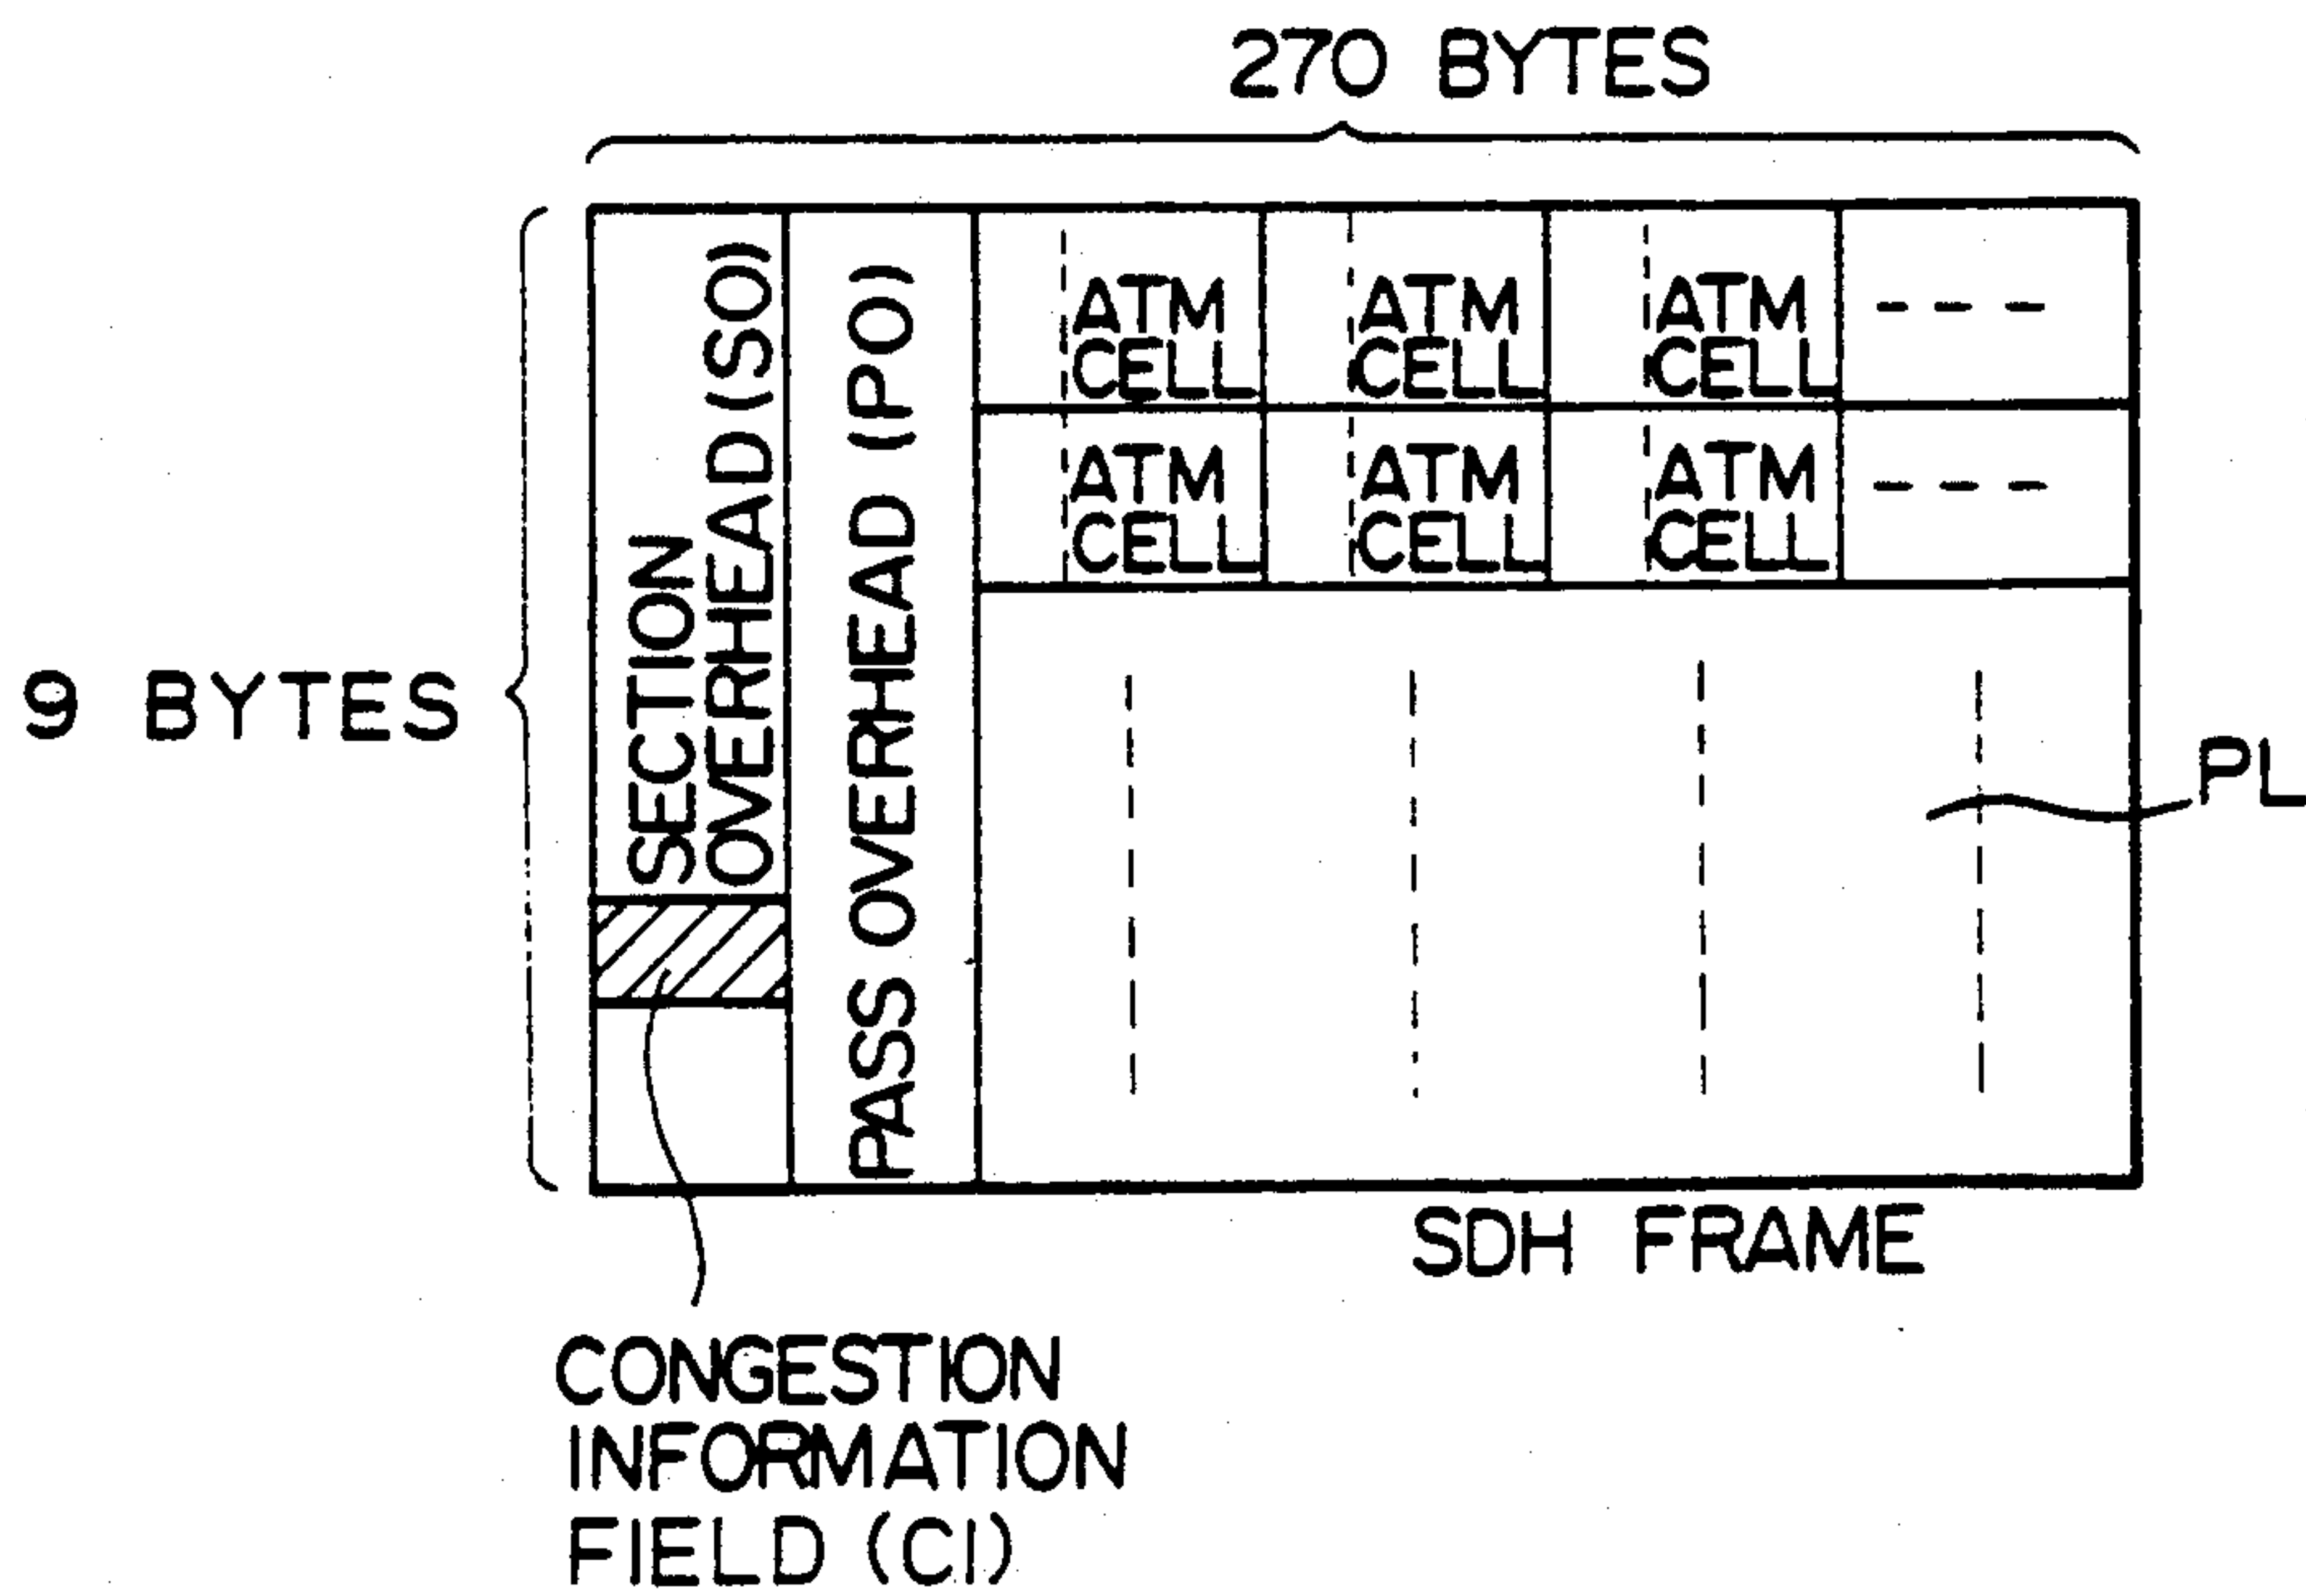 270 BYTES
9 BYTES
SECTION
OVERHEAD (SO)
PASS OVERHEAD (PO)
ATM
CELL
ATM
CELL
ATM
CELL
ATM
CELL
ATM
CELL
ATM
CELL
PL
SDH FRAME
CONGESTION
INFORMATION
FIELD (CI)